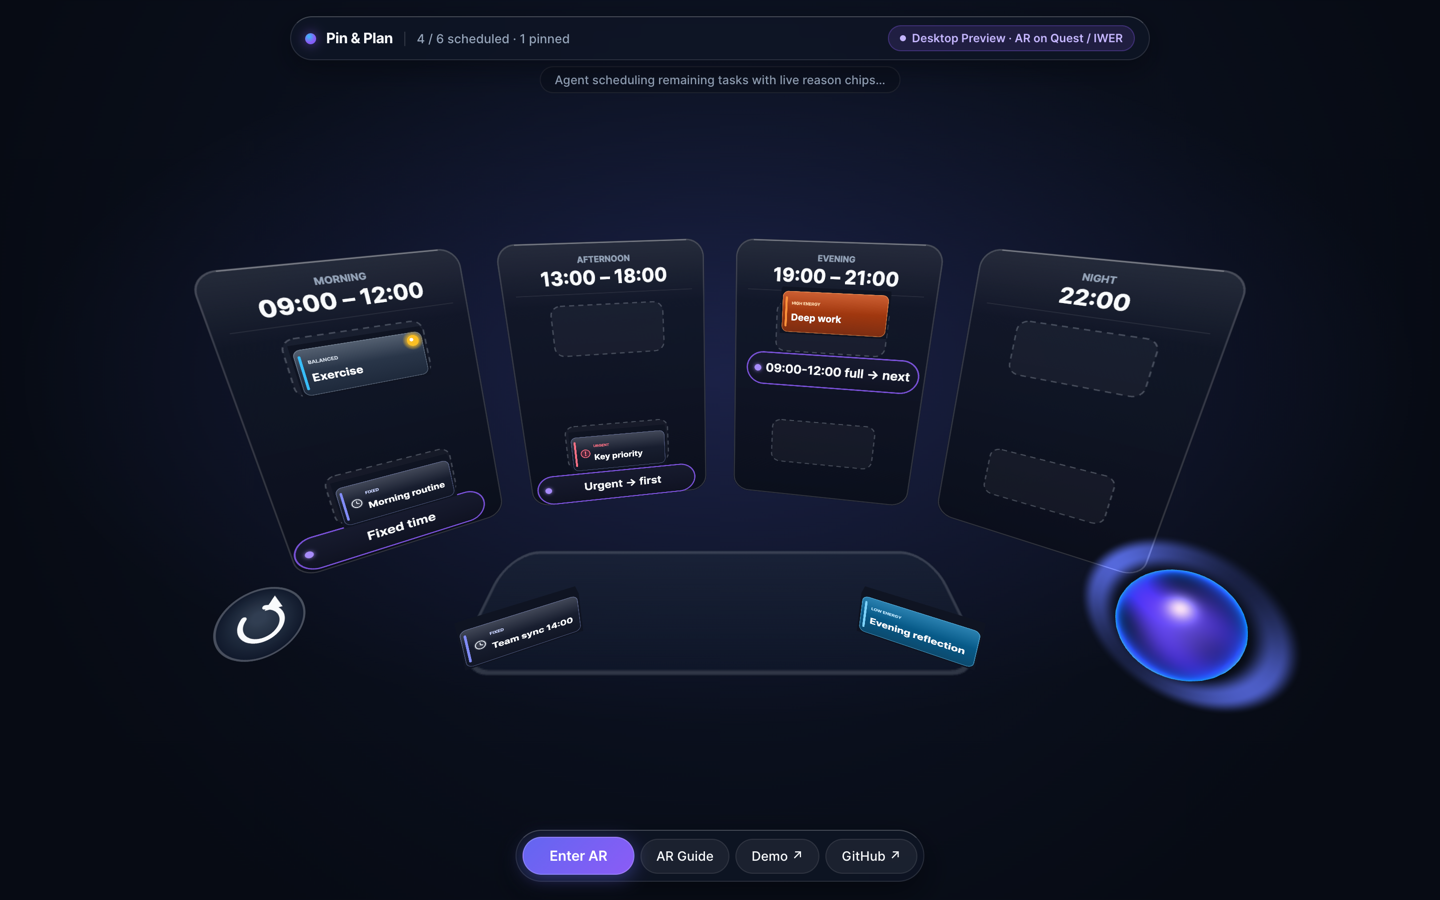 Pin & Plan
4 / 6 scheduled · 1 pinned
Desktop Preview · AR on Quest / IWER
Agent scheduling remaining tasks with live reason chips...
MORNING
09:00 – 12:00
BALANCED
Exercise
FIXED
Morning routine
Fixed time
AFTERNOON
13:00 – 18:00
URGENT
Key priority
Urgent → first
EVENING
19:00 – 21:00
HIGH ENERGY
Deep work
09:00-12:00 full → next
NIGHT
22:00
FIXED
Team sync 14:00
LOW ENERGY
Evening reflection
Enter AR
AR Guide
Demo ↗
GitHub ↗